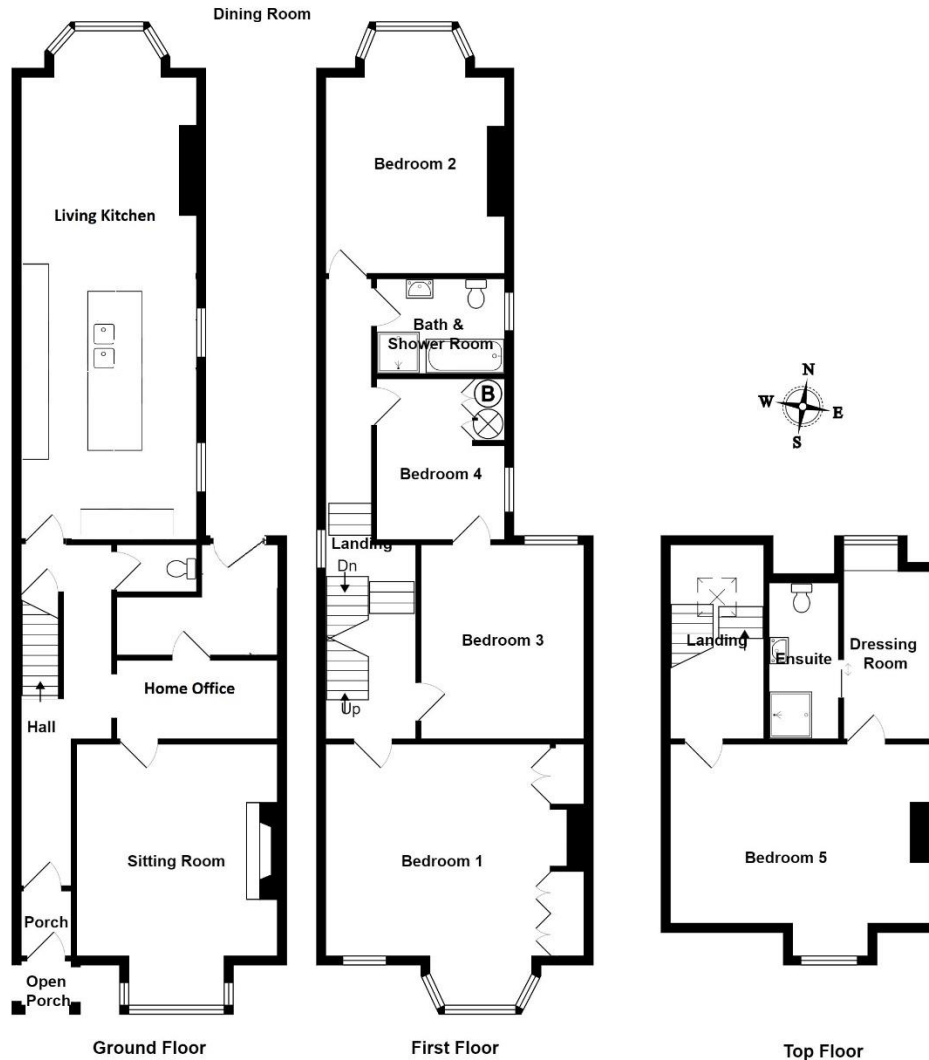 Dining Room
Living Kitchen
Hall
Home Office
Sitting Room
Porch
Open
Porch
Ground Floor
Bedroom 2
Bath &
Shower Room
B
Bedroom 4
Landing
Dn
Up
Bedroom 3
Bedroom 1
First Floor
N
W
E
S
Landing
Ensuite
Dressing
Room
Bedroom 5
Top Floor